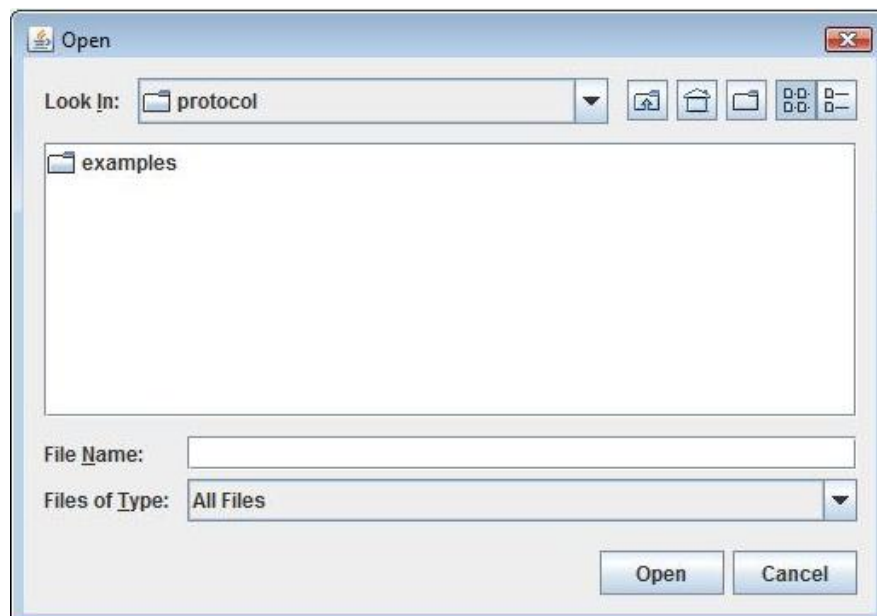 Open
Look In: protocol
examples
File Name:
Files of Type: All Files
Open Cancel